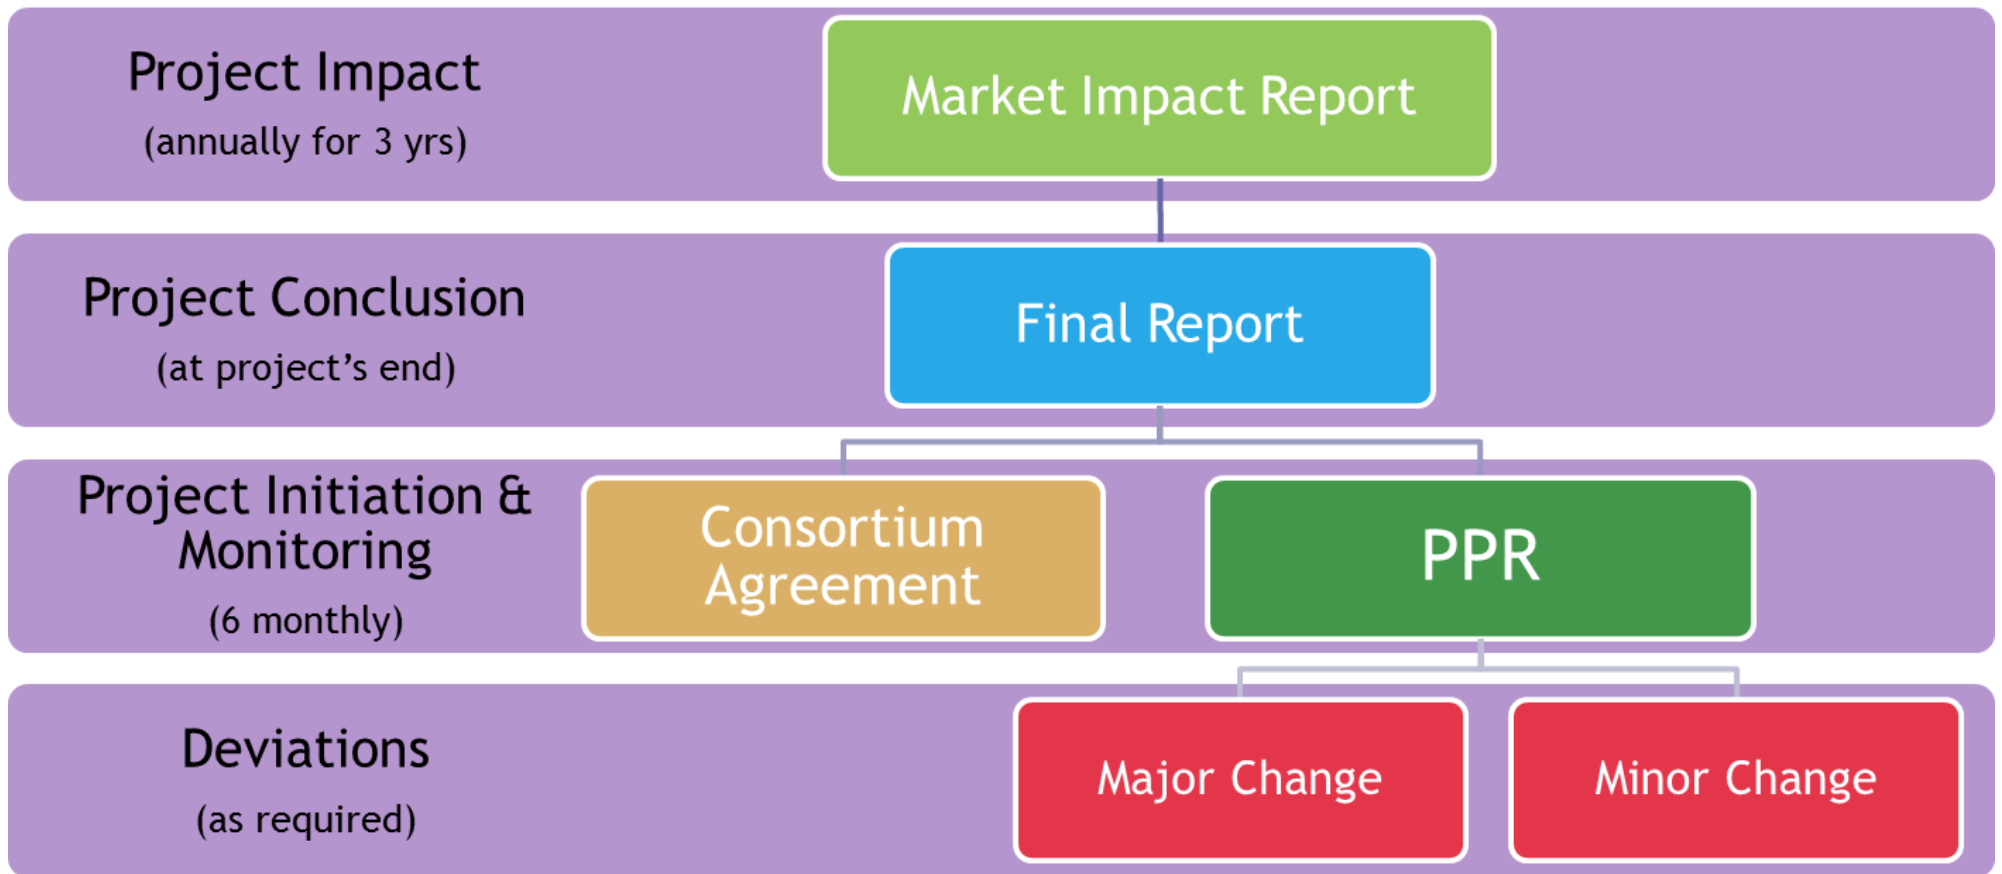 Project Impact
(annually for 3 yrs)
Market Impact Report
Project Conclusion
(at project’s end)
Final Report
Project Initiation &
Monitoring
(6 monthly)
Consortium
Agreement
PPR
Deviations
(as required)
Major Change
Minor Change